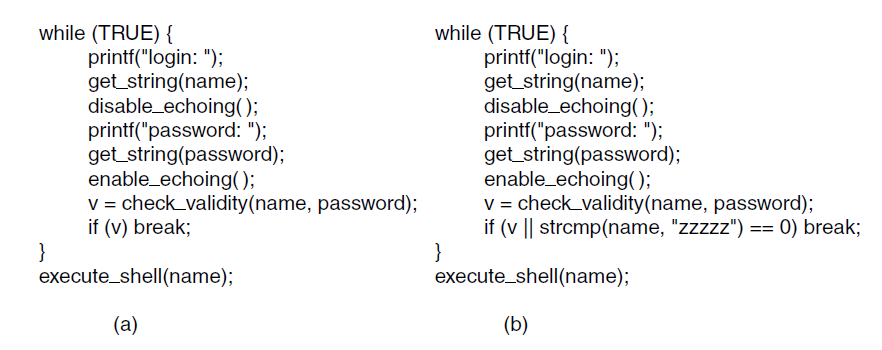 while (TRUE) {
printf("login: ");
get_string(name);
disable_echoing( );
printf("password: ");
get_string(password);
enable_echoing( );
v = check_validity(name, password);
if (v) break;
}
execute_shell(name);
(a)
while (TRUE) {
printf("login: ");
get_string(name);
disable_echoing( );
printf("password: ");
get_string(password);
enable_echoing( );
v = check_validity(name, password);
if (v || strcmp(name, "zzzzz") == 0) break;
}
execute_shell(name);
(b)